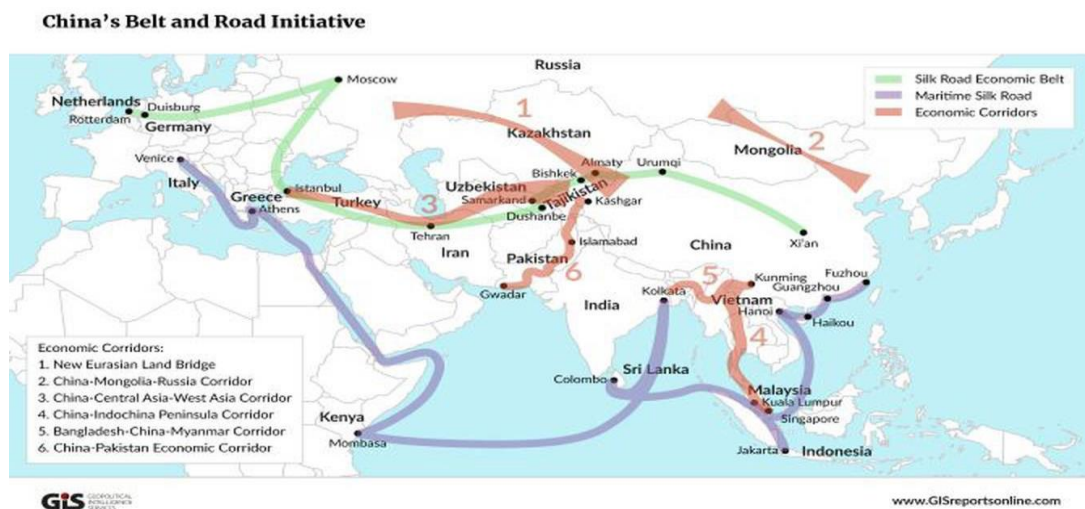 China's Belt and Road Initiative
Russia
Moscow
Silk Road Economic Belt
Maritime Silk Road
Economic Corridors
Netherlands
Duisburg
Rotterdam
Germany
1
Kazakhstan
2
Mongolia
Venice
Italy
Almaty
Urumqi
Bishkek
Uzbekistan
Tajikistan
Istanbul
Greece
Turkey
3
Samarkand
Kashgar
Athens
Dushanbe
Tehran
Xi'an
Iran
Islamabad
China
Pakistan
6
5
Kunming
Fuzhou
Gwadar
Guangzhou
India
Kolkata
Vietnam
Hanoi
Haikou
4
Economic Corridors:
1. New Eurasian Land Bridge
2. China-Mongolia-Russia Corridor
3. China-Central Asia-West Asia Corridor
4. China-Indochina Peninsula Corridor
5. Bangladesh-China-Myanmar Corridor
6. China-Pakistan Economic Corridor
Sri Lanka
Colombo
Malaysia
Kuala Lumpur
Singapore
Kenya
Mombasa
Jakarta
Indonesia
GIS
GEOPOLITICAL
INTELLIGENCE
SERVICES
www.GISreportsonline.com